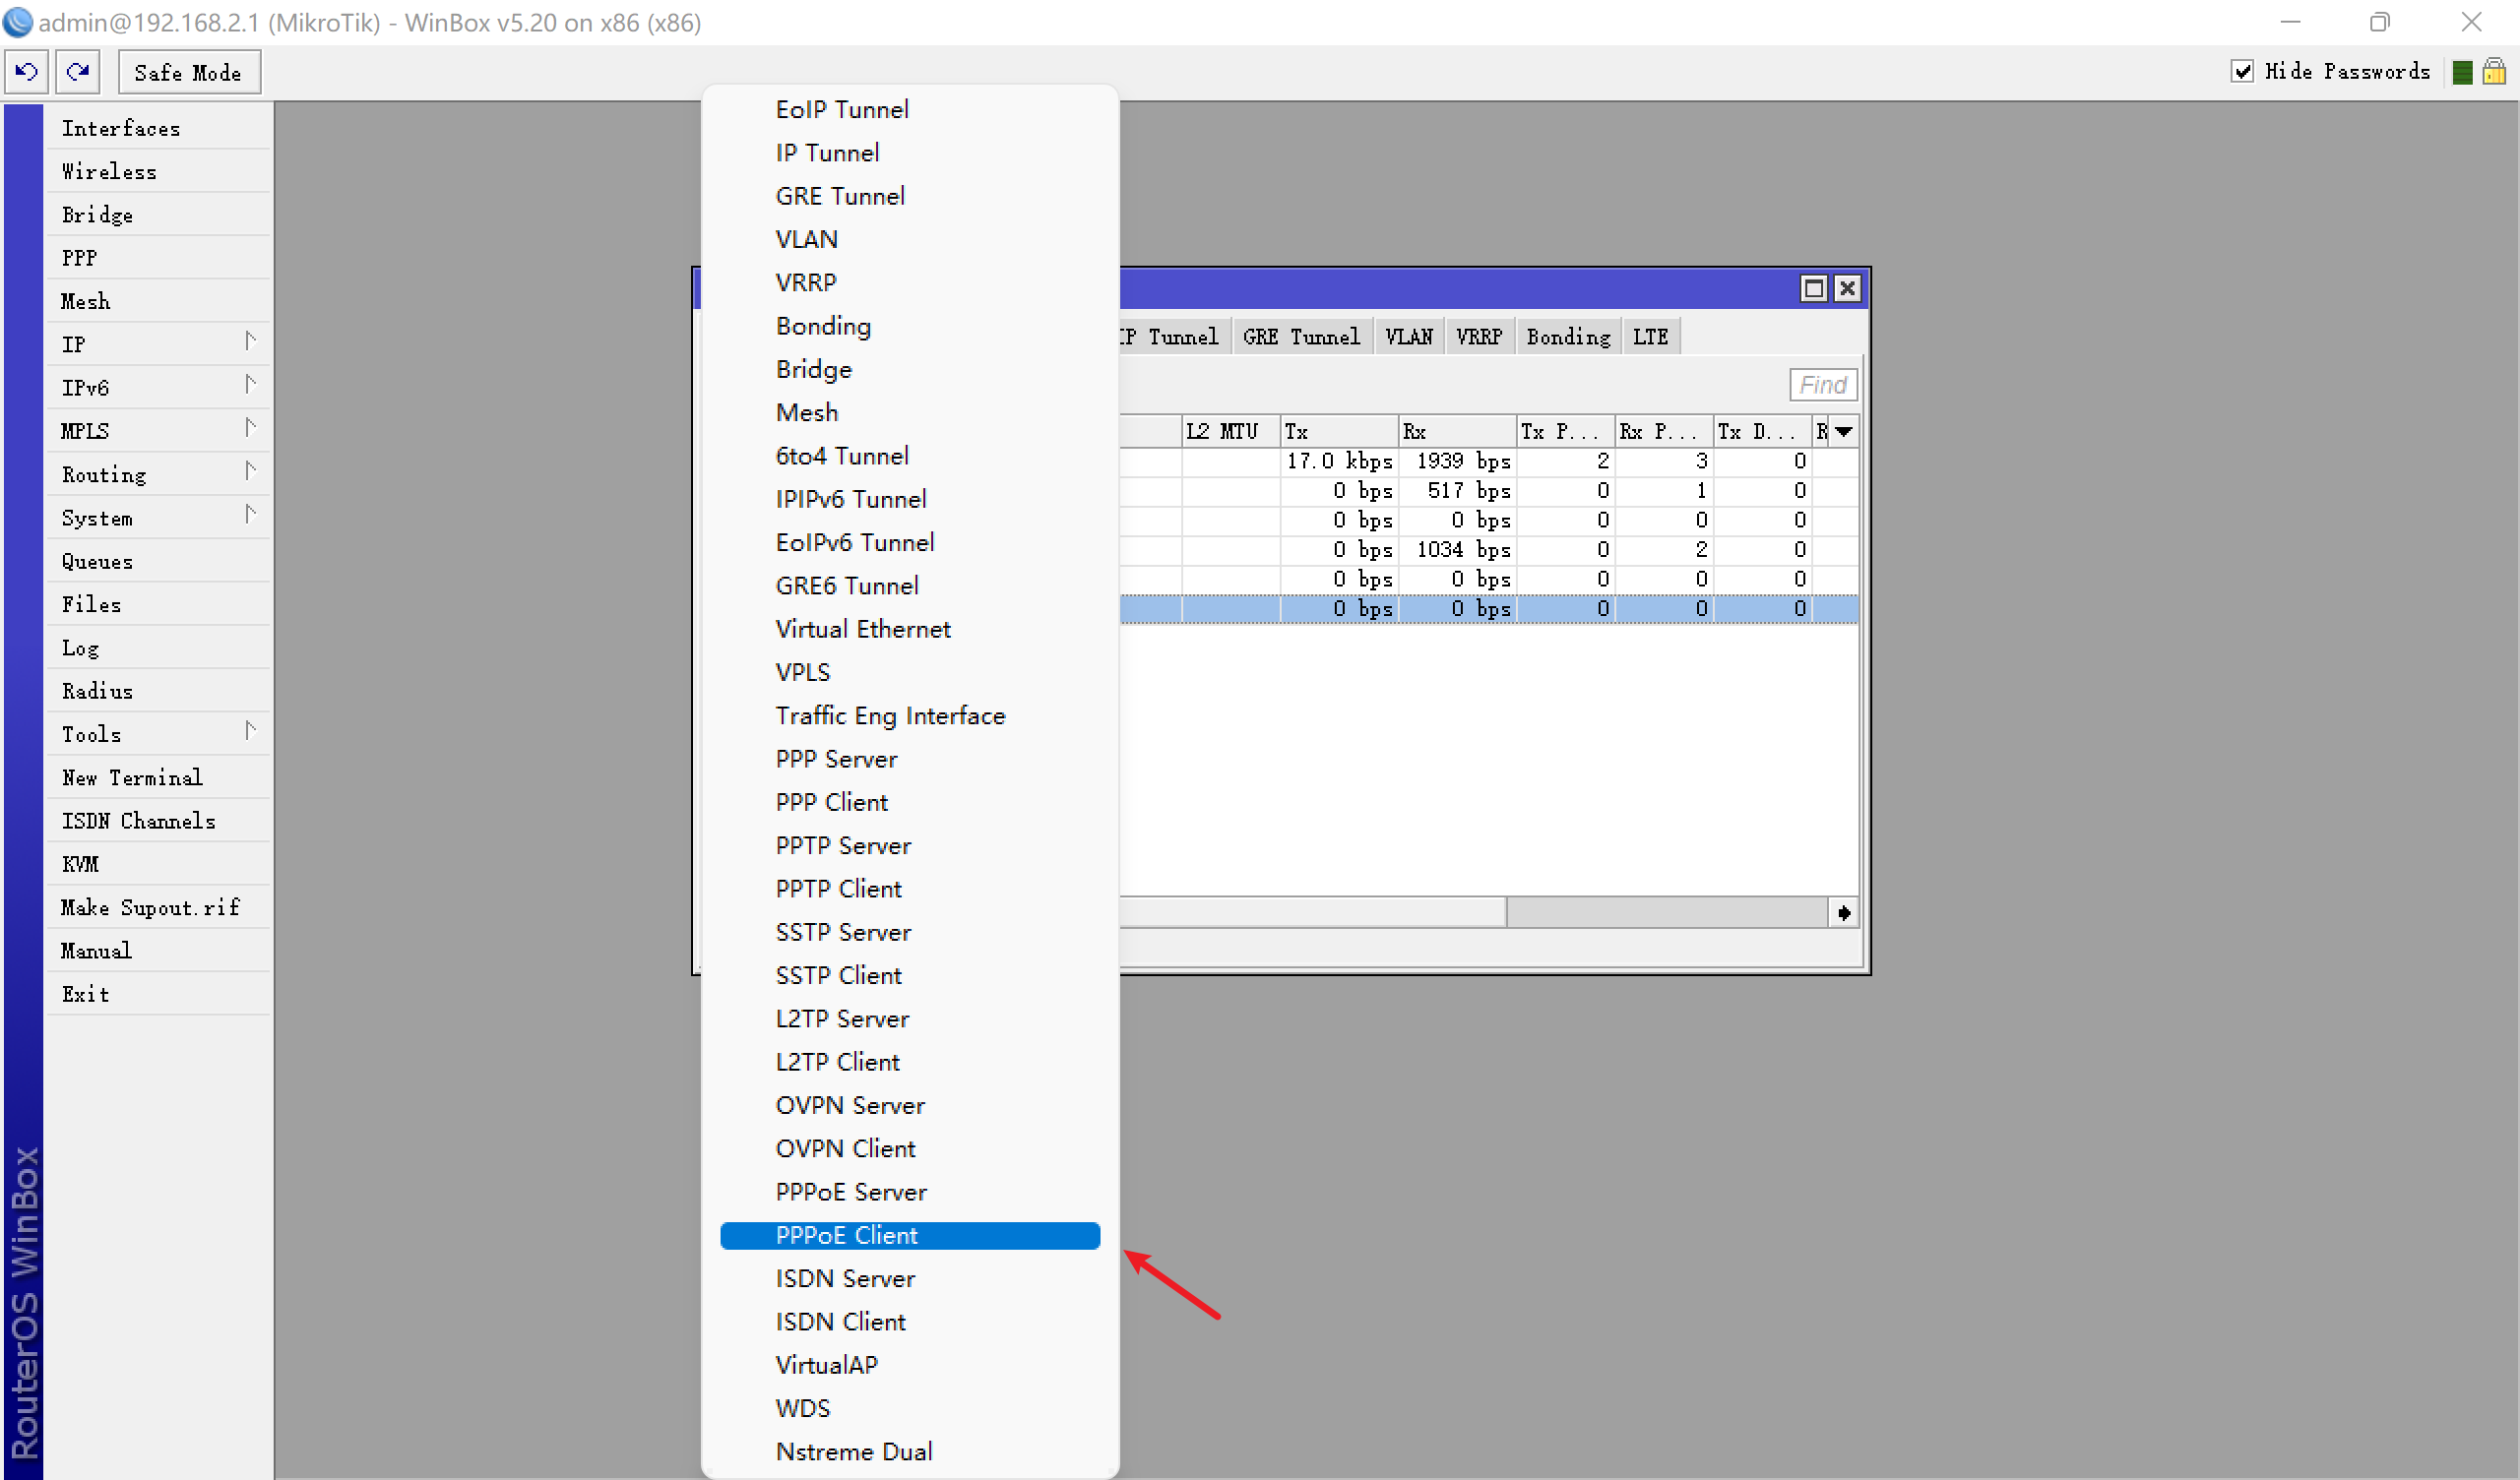 admin@192.168.2.1 (MikroTik) - WinBox v5.20 on x86 (x86)
Safe Mode
Hide Passwords
Interfaces
Wireless
Bridge
PPP
Mesh
IP
IPv6
MPLS
Routing
System
Queues
Files
Log
Radius
Tools
New Terminal
ISDN Channels
KVM
Make Supout.rif
Manual
Exit
RouterOS WinBox
EoIP Tunnel
IP Tunnel
GRE Tunnel
VLAN
VRRP
Bonding
Bridge
Mesh
6to4 Tunnel
IPIPv6 Tunnel
EoIPv6 Tunnel
GRE6 Tunnel
Virtual Ethernet
VPLS
Traffic Eng Interface
PPP Server
PPP Client
PPTP Server
PPTP Client
SSTP Server
SSTP Client
L2TP Server
L2TP Client
OVPN Server
OVPN Client
PPPoE Server
PPPoE Client
ISDN Server
ISDN Client
VirtualAP
WDS
Nstreme Dual
IP Tunnel GRE Tunnel VLAN VRRP Bonding LTE
Find
L2 MTU Tx Rx Tx P... Rx P... Tx D... R
17.0 kbps 1939 bps 2 3 0
0 bps 517 bps 0 1 0
0 bps 0 bps 0 0 0
0 bps 1034 bps 0 2 0
0 bps 0 bps 0 0 0
0 bps 0 bps 0 0 0